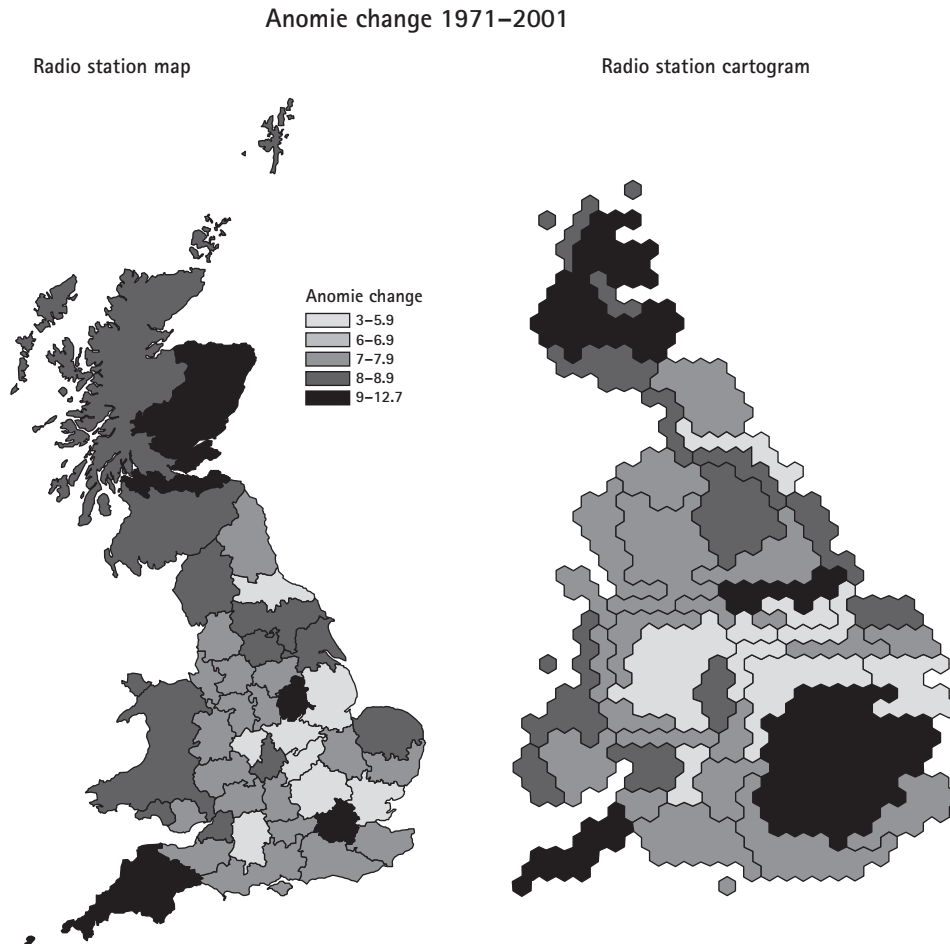 Anomie change 1971–2001
Radio station map
Radio station cartogram
Anomie change
3–5.9
6–6.9
7–7.9
8–8.9
9–12.7